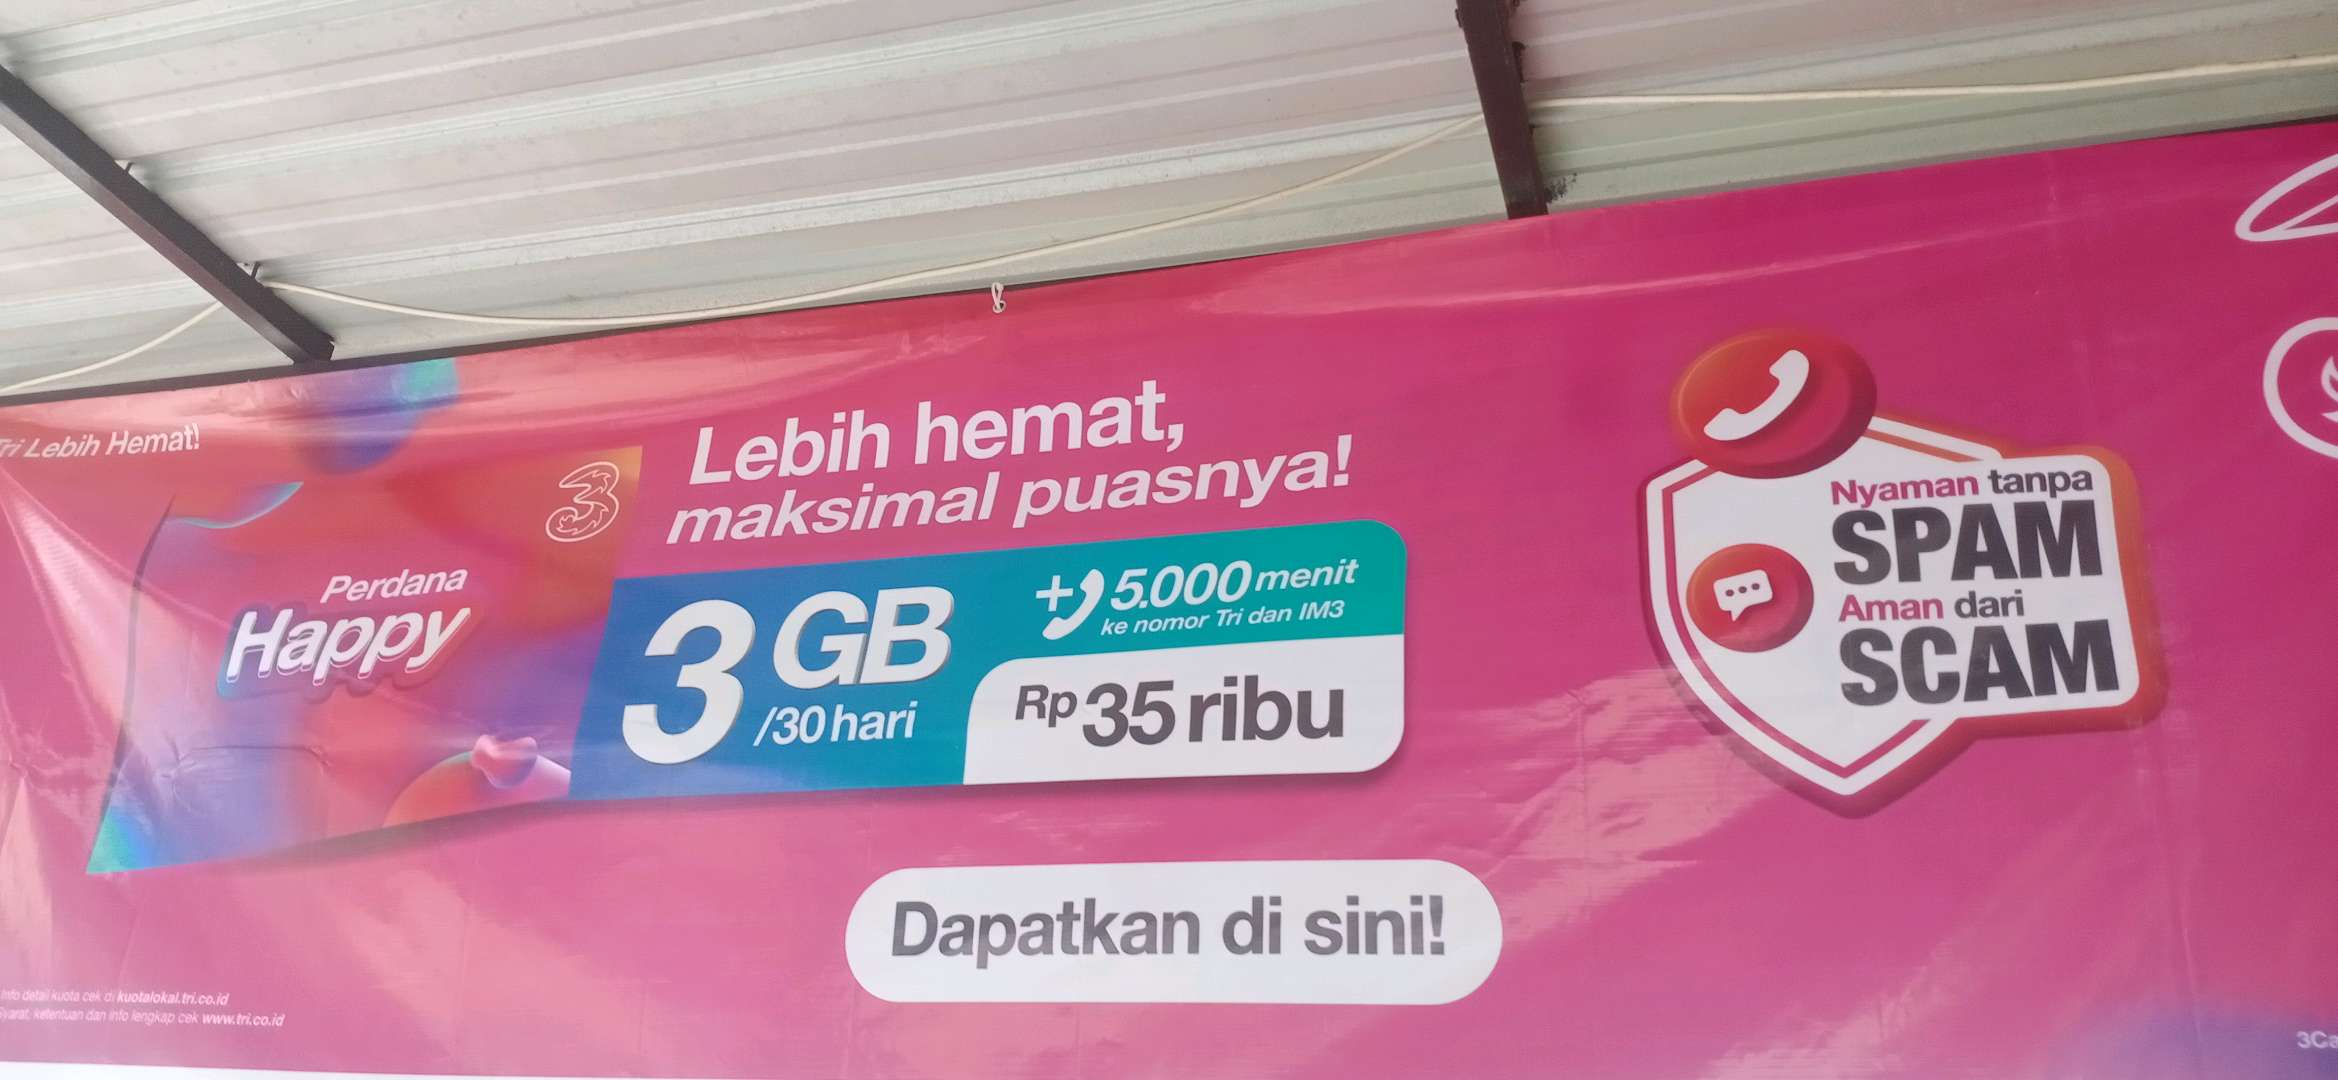 Tri Lebih Hemat!
3
Perdana
Happy
Lebih hemat,
maksimal puasnya!
3 GB
/30 hari
+ 5.000 menit
ke nomor Tri dan IM3
Rp 35 ribu
Nyaman tanpa
SPAM
Aman dari
SCAM
Dapatkan di sini!
Info detail kuota cek di kuotalokal.tri.co.id
Syarat, ketentuan dan info lengkap cek www.tri.co.id